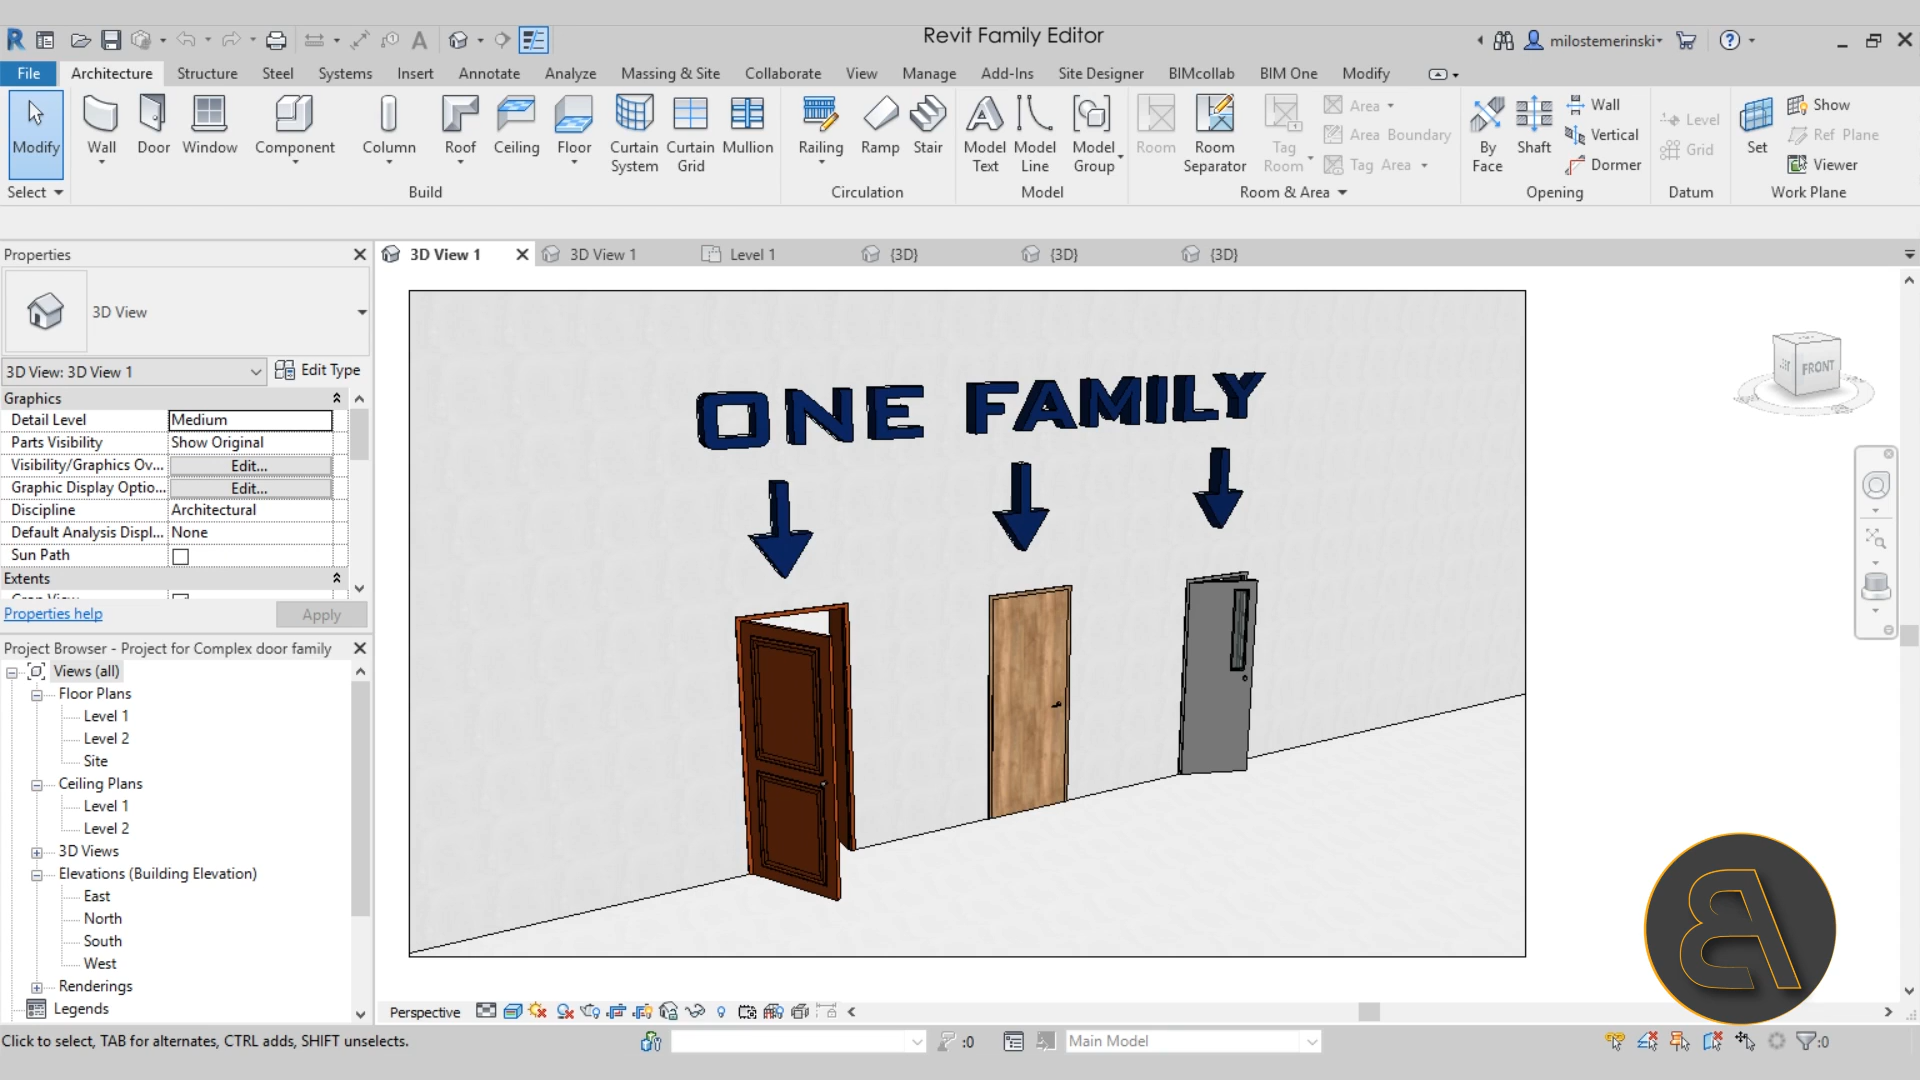 Revit Family Editor
milostemerinski
File Architecture Structure Steel Systems Insert Annotate Analyze Massing & Site Collaborate View Manage Add-Ins Site Designer BIMcollab BIM One Modify
Modify Wall Door Window Component Column Roof Ceiling Floor Curtain System Curtain Grid Mullion Railing Ramp Stair Model Text Model Line Model Group Room Room Separator Tag Room
Area
Area Boundary
Tag Area
By Face Shaft
Wall
Vertical
Dormer
Level
Grid
Set
Show
Ref Plane
Viewer
Select Build Circulation Model Room & Area Opening Datum Work Plane
Properties
3D View 1 3D View 1 Level 1 {3D} {3D} {3D}
3D View
3D View: 3D View 1 Edit Type
Graphics
Detail Level Medium
Parts Visibility Show Original
Visibility/Graphics Ov... Edit...
Graphic Display Optio... Edit...
Discipline Architectural
Default Analysis Displ... None
Sun Path
Extents
Properties help Apply
Project Browser - Project for Complex door family
Views (all)
Floor Plans
Level 1
Level 2
Site
Ceiling Plans
Level 1
Level 2
3D Views
Elevations (Building Elevation)
East
North
South
West
Renderings
Legends
ONE FAMILY
FRONT
Perspective
Click to select, TAB for alternates, CTRL adds, SHIFT unselects.
:0
Main Model
:0